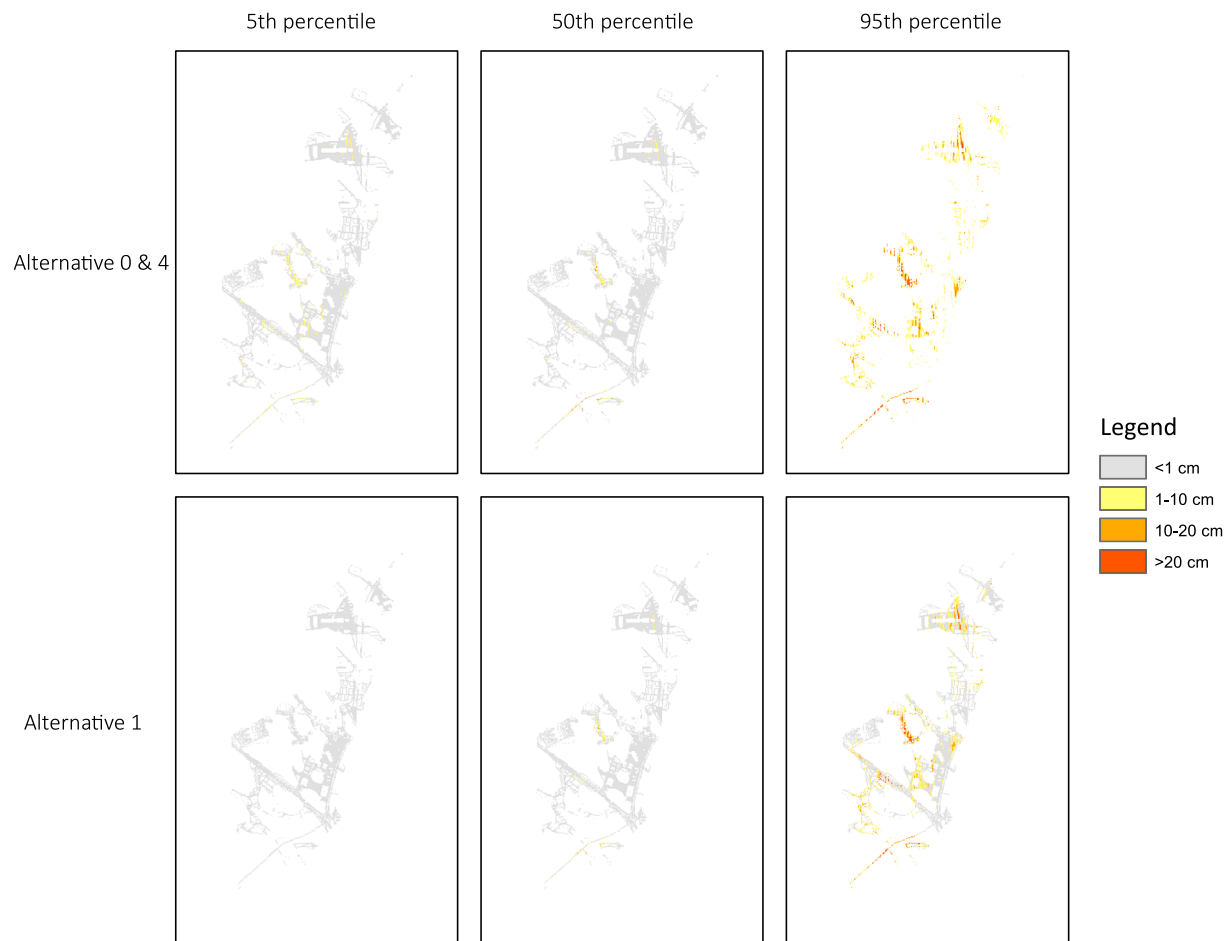 5th percentile
50th percentile
95th percentile
Alternative 0 & 4
Legend
<1 cm
1-10 cm
10-20 cm
>20 cm
Alternative 1